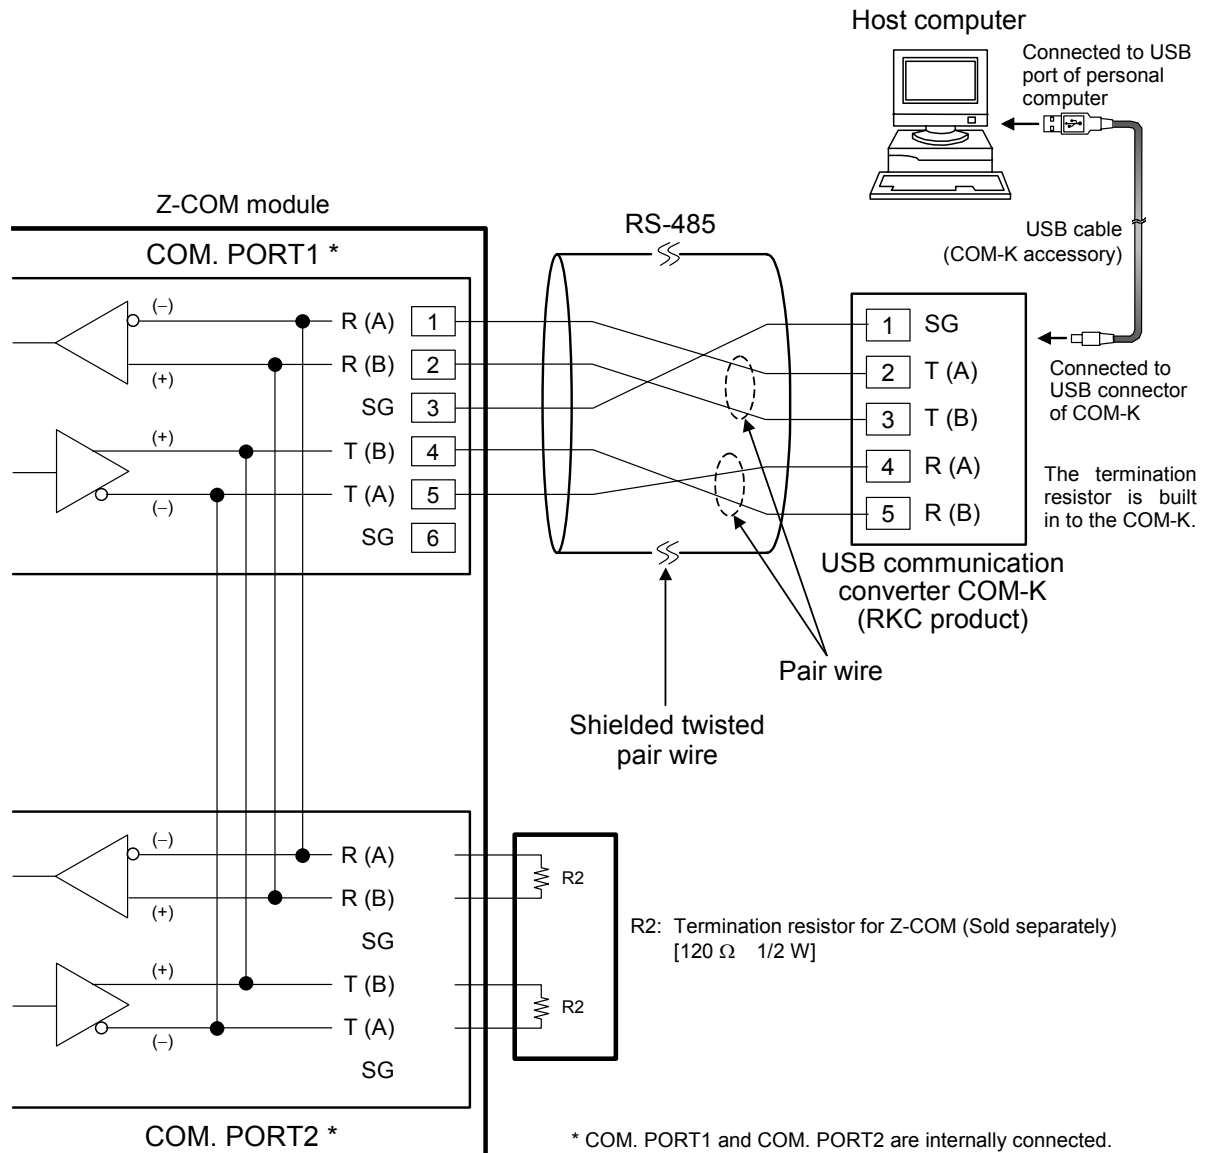 Host computer
Connected to USB
port of personal
computer
USB cable
(COM-K accessory)
Z-COM module
COM. PORT1 *
RS-485
(−)
R (A) 1
R (B) 2
(+)
SG 3
(+)
T (B) 4
T (A) 5
(−)
SG 6
1 SG
2 T (A)
3 T (B)
4 R (A)
5 R (B)
Connected to
USB connector
of COM-K
The termination
resistor is built
in to the COM-K.
USB communication
converter COM-K
(RKC product)
Pair wire
Shielded twisted
pair wire
(−)
R (A)
R (B)
(+)
SG
(+)
T (B)
T (A)
(−)
SG
R2
R2
R2: Termination resistor for Z-COM (Sold separately)
[120 Ω 1/2 W]
COM. PORT2 *
* COM. PORT1 and COM. PORT2 are internally connected.